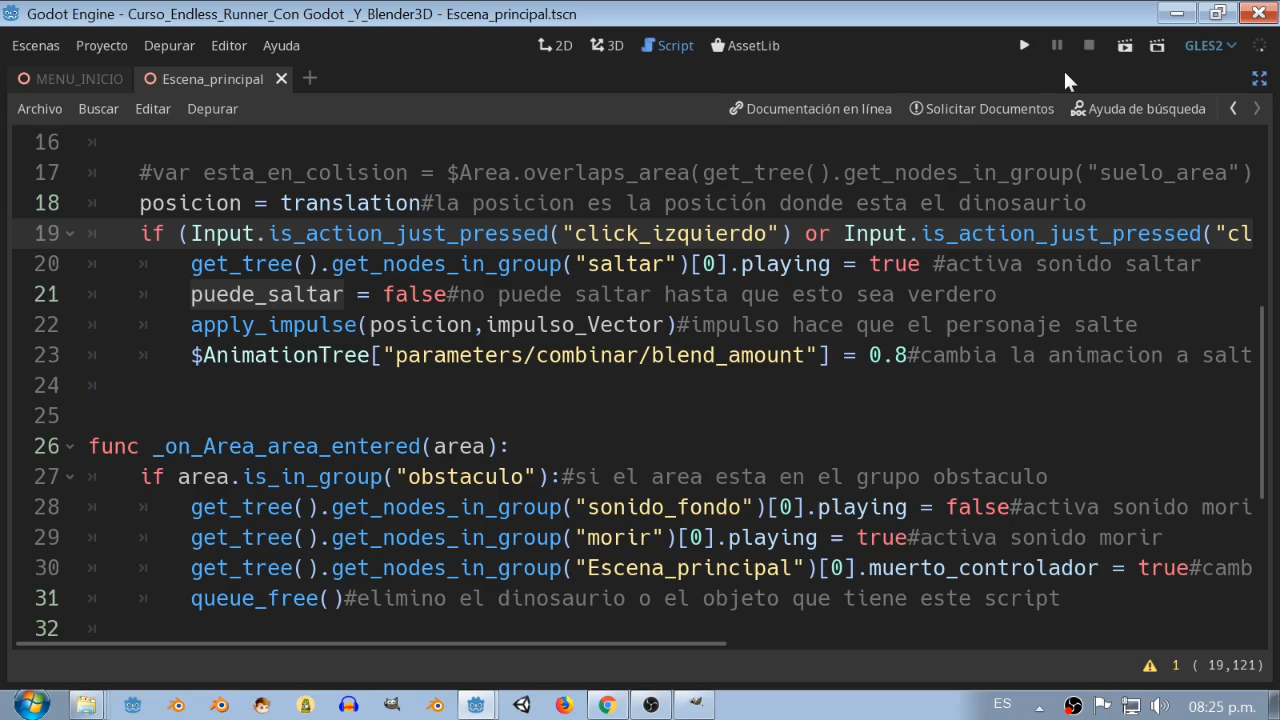 Godot Engine - Curso_Endless_Runner_Con Godot _Y_Blender3D - Escena_principal.tscn
Escenas Proyecto Depurar Editor Ayuda 2D 3D Script AssetLib GLES2
MENU_INICIO Escena_principal
Archivo Buscar Editar Depurar Documentación en línea Solicitar Documentos Ayuda de búsqueda
16
17 #var esta_en_colision = $Area.overlaps_area(get_tree().get_nodes_in_group("suelo_area")
18 posicion = translation#la posicion es la posición donde esta el dinosaurio
19 if (Input.is_action_just_pressed("click_izquierdo") or Input.is_action_just_pressed("cl
20 get_tree().get_nodes_in_group("saltar")[0].playing = true #activa sonido saltar
21 puede_saltar = false#no puede saltar hasta que esto sea verdero
22 apply_impulse(posicion,impulso_Vector)#impulso hace que el personaje salte
23 $AnimationTree["parameters/combinar/blend_amount"] = 0.8#cambia la animacion a salt
24
25
26 func _on_Area_area_entered(area):
27 if area.is_in_group("obstaculo"):#si el area esta en el grupo obstaculo
28 get_tree().get_nodes_in_group("sonido_fondo")[0].playing = false#activa sonido mori
29 get_tree().get_nodes_in_group("morir")[0].playing = true#activa sonido morir
30 get_tree().get_nodes_in_group("Escena_principal")[0].muerto_controlador = true#camb
31 queue_free()#elimino el dinosaurio o el objeto que tiene este script
32
1 ( 19,121)
ES 08:25 p.m.